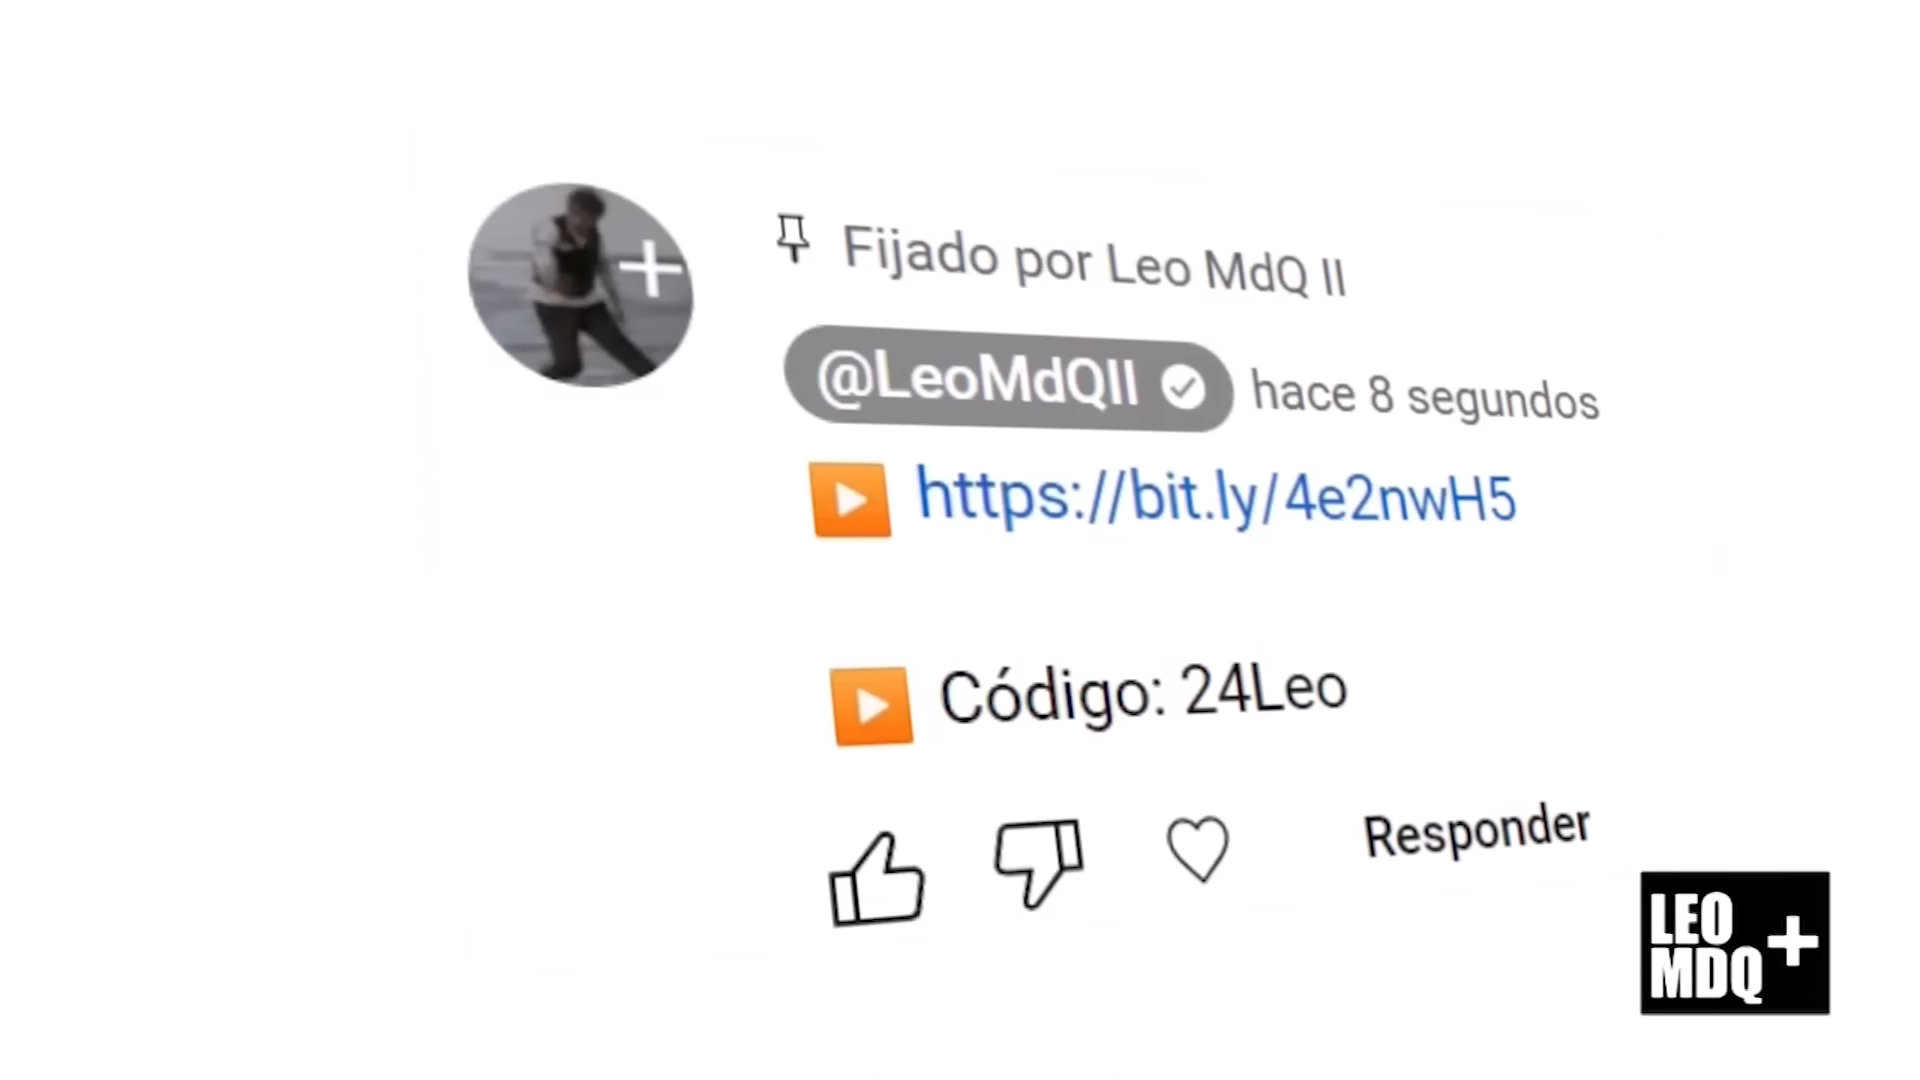 Fijado por Leo MdQ II
@LeoMdQII hace 8 segundos
https://bit.ly/4e2nwH5
Código: 24Leo
Responder
LEO
MDQ+